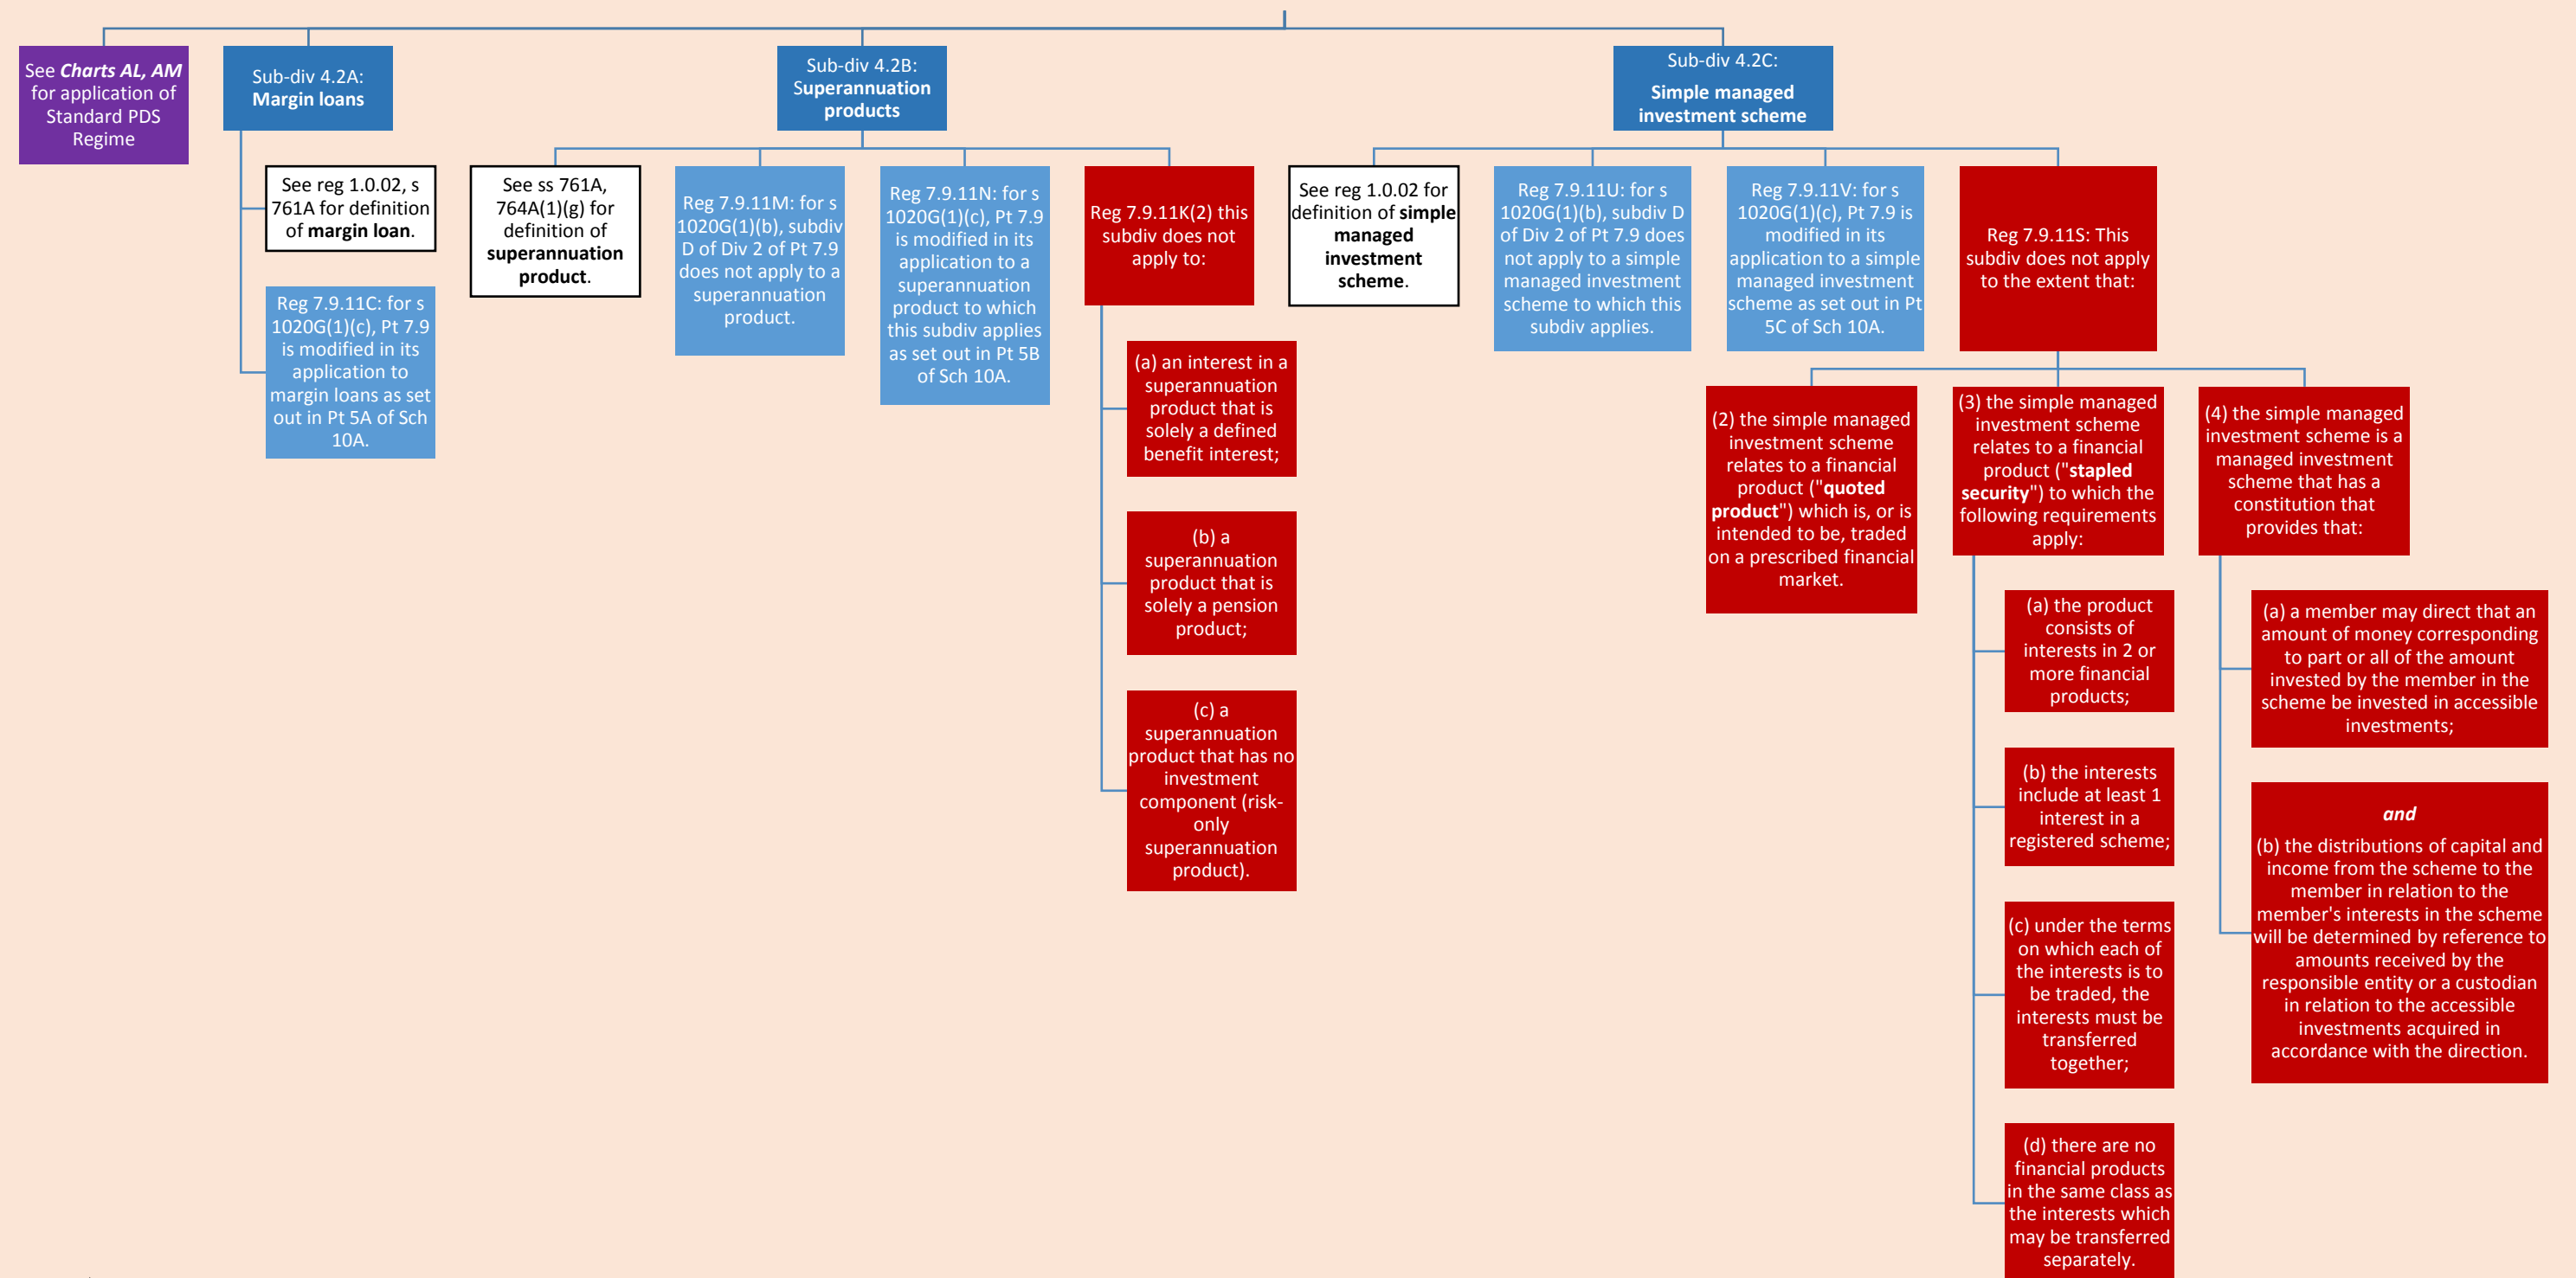 See Charts AL, AM
for application of
Standard PDS
Regime
Sub-div 4.2A:
Margin loans
See reg 1.0.02, s
761A for definition
of margin loan.
Reg 7.9.11C: for s
1020G(1)(c), Pt 7.9
is modified in its
application to
margin loans as set
out in Pt 5A of Sch
10A.
Sub-div 4.2B:
Superannuation
products
See ss 761A,
764A(1)(g) for
definition of
superannuation
product.
Reg 7.9.11M: for s
1020G(1)(b), subdiv
D of Div 2 of Pt 7.9
does not apply to a
superannuation
product.
Reg 7.9.11N: for s
1020G(1)(c), Pt 7.9
is modified in its
application to a
superannuation
product to which
this subdiv applies
as set out in Pt 5B
of Sch 10A.
Reg 7.9.11K(2) this
subdiv does not
apply to:
(a) an interest in a
superannuation
product that is
solely a defined
benefit interest;
(b) a
superannuation
product that is
solely a pension
product;
(c) a
superannuation
product that has no
investment
component (risk-
only
superannuation
product).
Sub-div 4.2C:
Simple managed
investment scheme
See reg 1.0.02 for
definition of simple
managed
investment
scheme.
Reg 7.9.11U: for s
1020G(1)(b), subdiv D
of Div 2 of Pt 7.9 does
not apply to a simple
managed investment
scheme to which this
subdiv applies.
Reg 7.9.11V: for s
1020G(1)(c), Pt 7.9 is
modified in its
application to a simple
managed investment
scheme as set out in Pt
5C of Sch 10A.
Reg 7.9.11S: This
subdiv does not apply
to the extent that:
(2) the simple managed
investment scheme
relates to a financial
product ("quoted
product") which is, or is
intended to be, traded
on a prescribed financial
market.
(3) the simple managed
investment scheme
relates to a financial
product ("stapled
security") to which the
following requirements
apply:
(a) the product
consists of
interests in 2 or
more financial
products;
(b) the interests
include at least 1
interest in a
registered scheme;
(c) under the terms
on which each of
the interests is to
be traded, the
interests must be
transferred
together;
(d) there are no
financial products
in the same class as
the interests which
may be transferred
separately.
(4) the simple managed
investment scheme is a
managed investment
scheme that has a
constitution that
provides that:
(a) a member may direct that an
amount of money corresponding
to part or all of the amount
invested by the member in the
scheme be invested in accessible
investments;
and
(b) the distributions of capital and
income from the scheme to the
member in relation to the
member's interests in the scheme
will be determined by reference to
amounts received by the
responsible entity or a custodian
in relation to the accessible
investments acquired in
accordance with the direction.